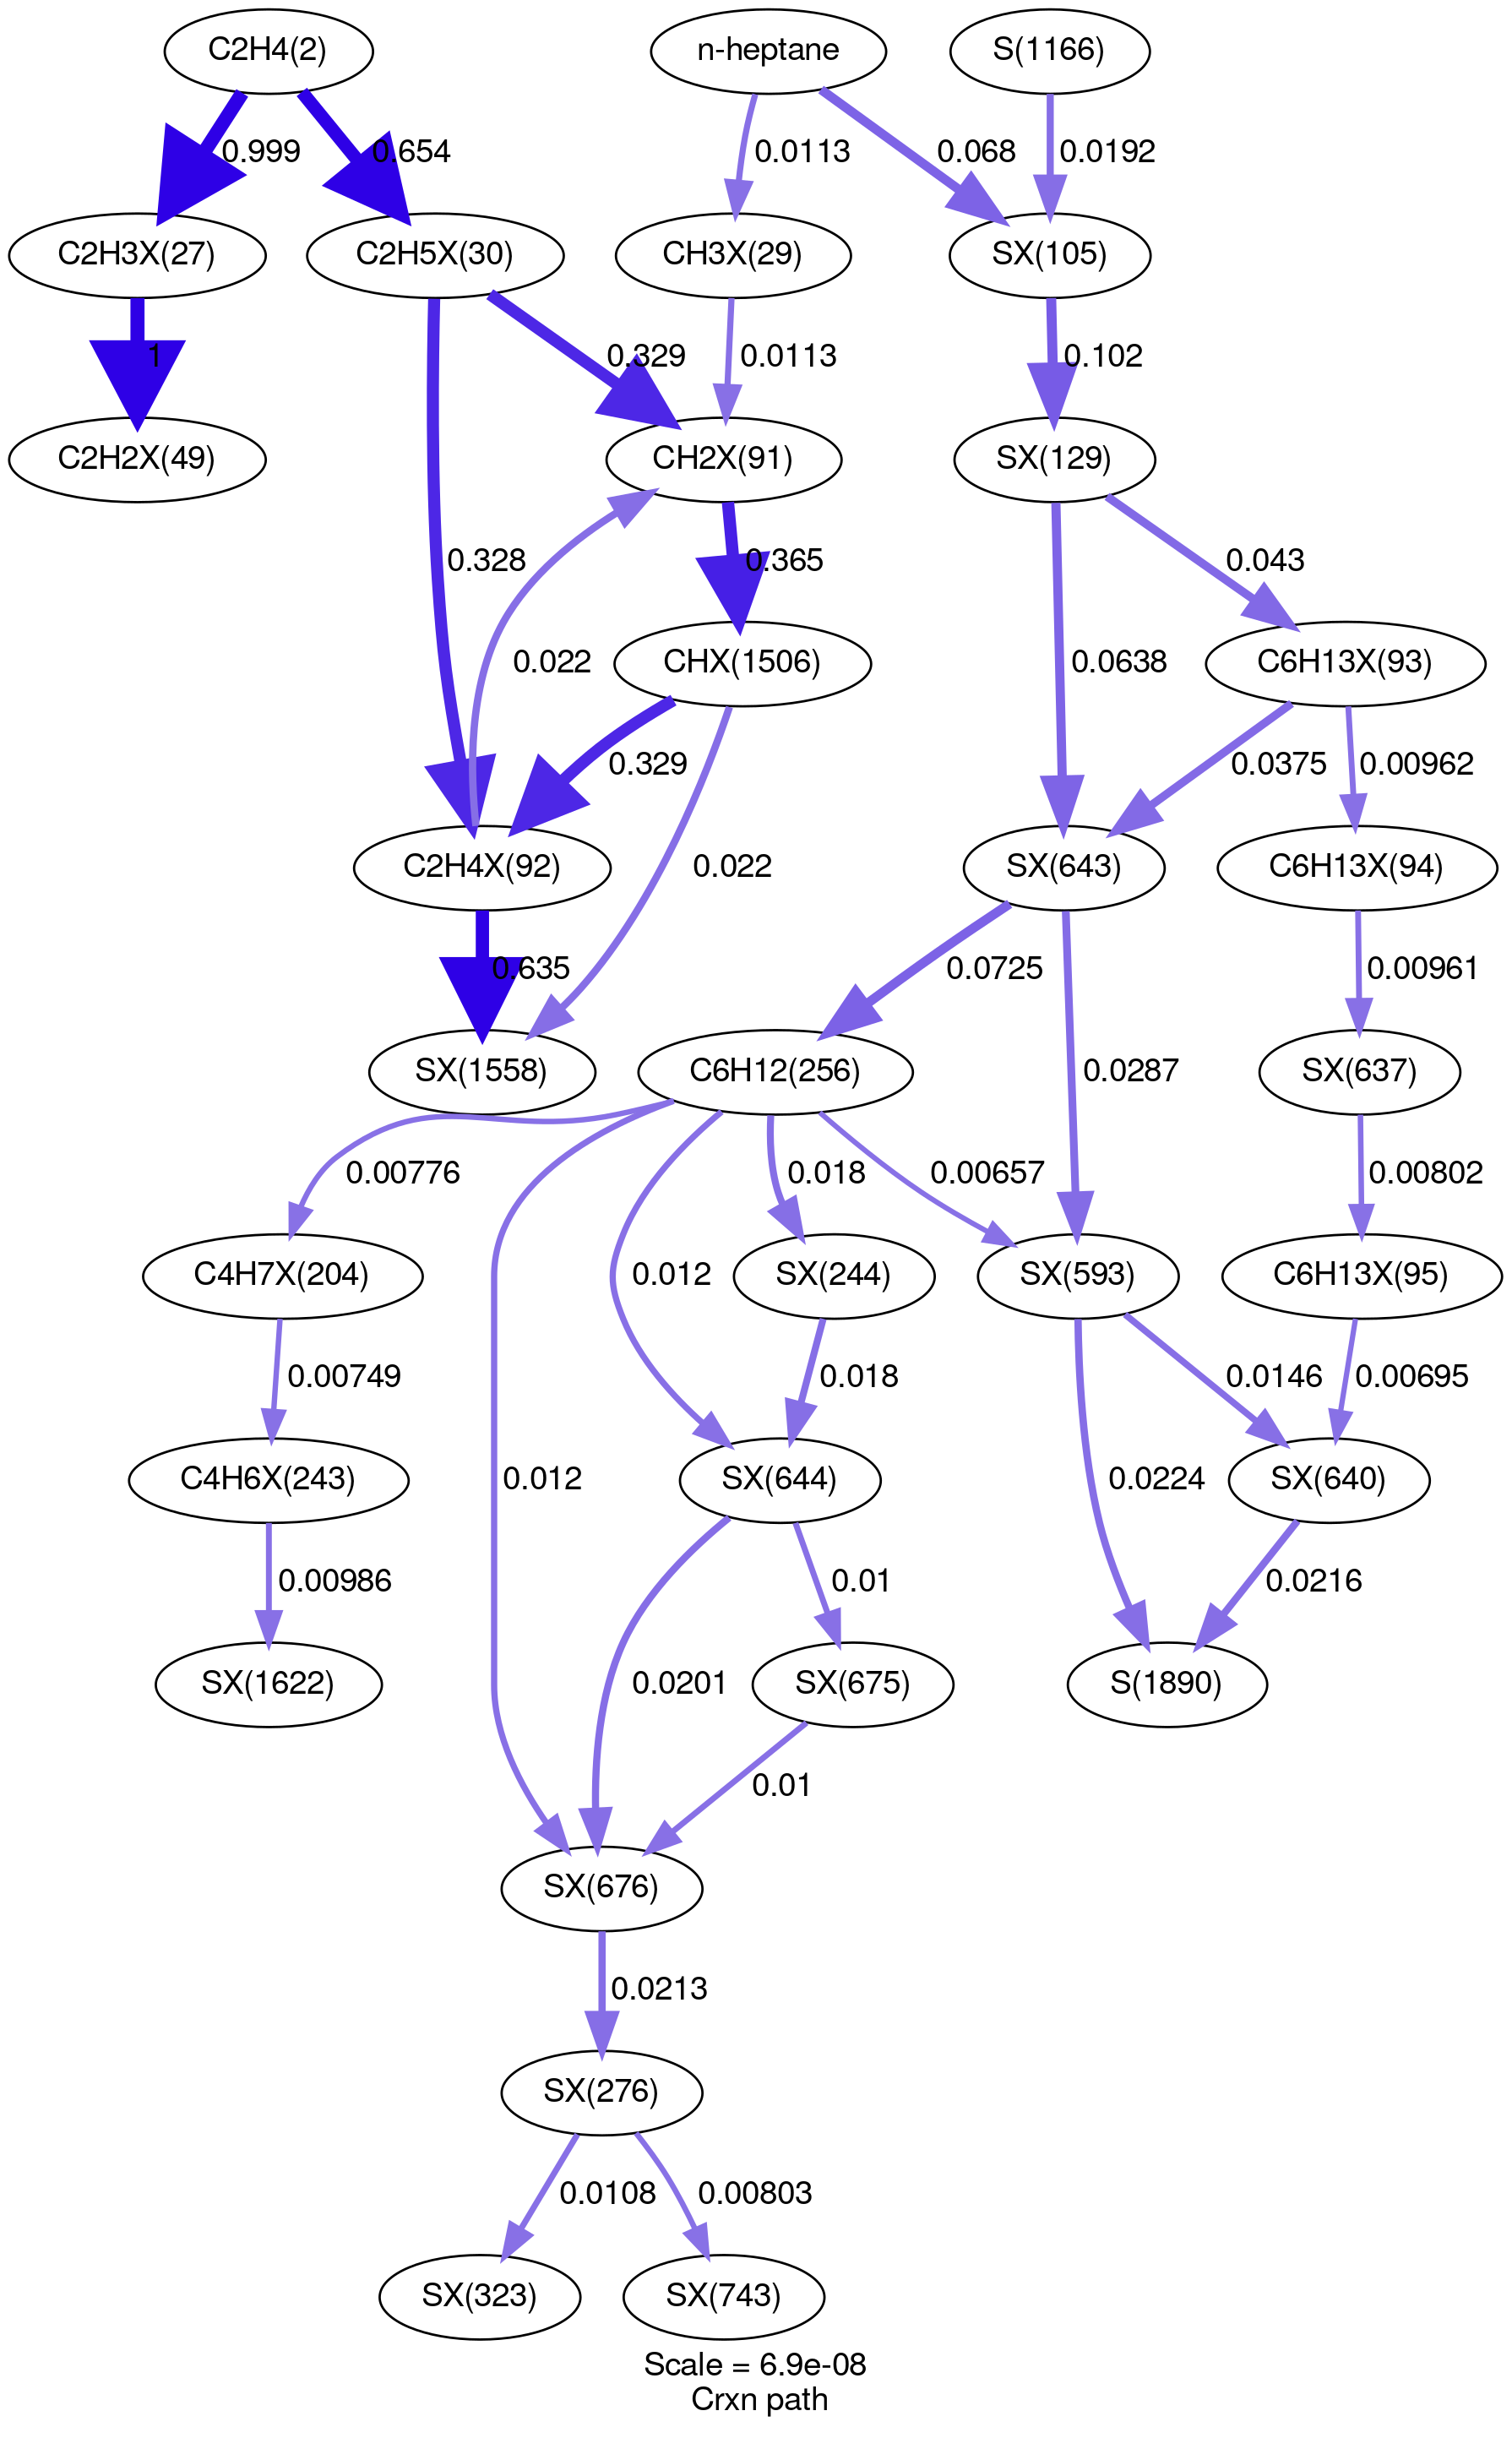 C2H4(2)
n-heptane
S(1166)
0.999
0.654
0.0113
0.068
0.0192
C2H3X(27)
C2H5X(30)
CH3X(29)
SX(105)
1
0.329
0.0113
0.102
C2H2X(49)
CH2X(91)
SX(129)
0.328
0.022
0.365
0.0638
0.043
CHX(1506)
C6H13X(93)
0.329
0.022
0.0375
0.00962
C2H4X(92)
SX(643)
C6H13X(94)
0.635
0.0725
0.0287
0.00961
SX(1558)
C6H12(256)
SX(637)
0.00776
0.012
0.012
0.018
0.00657
0.00802
C4H7X(204)
SX(244)
SX(593)
C6H13X(95)
0.00749
0.018
0.0224
0.0146
0.00695
C4H6X(243)
SX(644)
SX(640)
0.00986
0.0201
0.01
0.0216
SX(1622)
SX(675)
S(1890)
0.01
SX(676)
0.0213
SX(276)
0.0108
0.00803
SX(323)
SX(743)
Scale = 6.9e-08
Crxn path